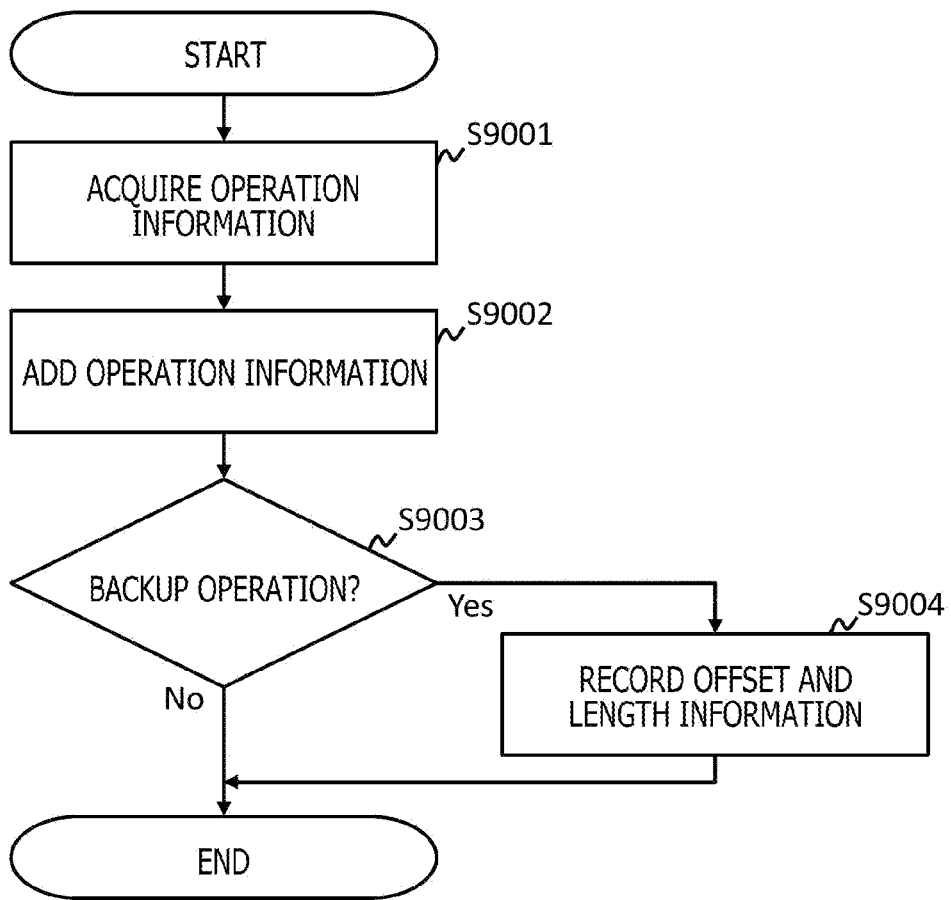 START
S9001
ACQUIRE OPERATION
INFORMATION
S9002
ADD OPERATION INFORMATION
S9003
BACKUP OPERATION?
Yes
S9004
RECORD OFFSET AND
LENGTH INFORMATION
No
END